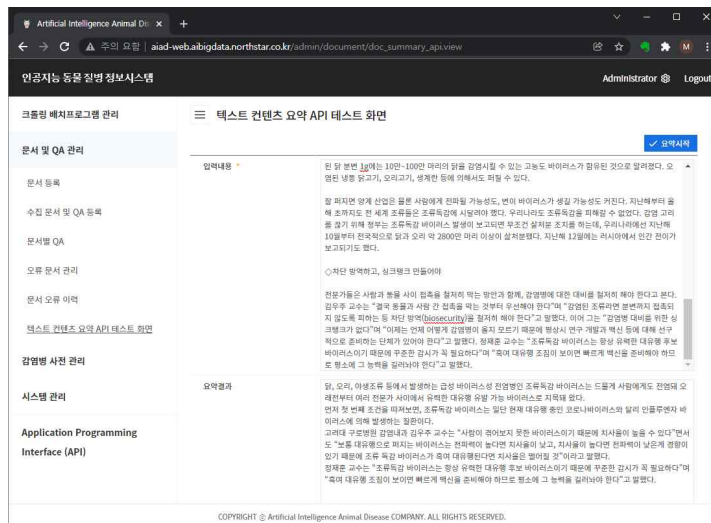 Artificial Intelligence Animal Dis
주의 요함 | aiad-web.aibigdata.northstar.co.kr/admin/document/doc_summary_api.view
M
인공지능 동물 질병 정보시스템
Administrator
Logout
크롤링 배치프로그램 관리
텍스트 컨텐츠 요약 API 테스트 화면
문서 및 QA 관리
요약시작
문서 등록
수집 문서 및 QA 등록
문서별 QA
오류 문서 관리
문서 오류 이력
텍스트 컨텐츠 요약 API 테스트 화면
감염병 사전 관리
시스템 관리
Application Programming
Interface (API)
입력내용 *
된 닭 분변 1g에는 10만~100만 마리의 닭을 감염시킬 수 있는 고농도 바이러스가 함유된 것으로 알려졌다. 오
염된 냉동 닭고기, 오리고기, 생계란 등에 의해서도 퍼질 수 있다.
잘 퍼지면 양계 산업은 물론 사람에게 전파될 가능성도, 변이 바이러스가 생길 가능성도 커진다. 지난해부터 올
해 초까지도 전 세계 조류들은 조류독감에 시달려야 했다. 우리나라도 조류독감을 피해갈 수 없었다. 감염 고리
를 끊기 위해 정부는 조류독감 바이러스 발생이 보고되면 무조건 살처분 조치를 하는데, 우리나라에선 지난해
10월부터 전국적으로 닭과 오리 약 2800만 마리 이상이 살처분됐다. 지난해 12월에는 러시아에서 인간 전이가
보고되기도 했다.
◇차단 방역하고, 싱크탱크 만들어야
전문가들은 사람과 동물 사이 접촉을 철저히 막는 방안과 함께, 감염병에 대한 대비를 철저히 해야 한다고 본다.
김우주 교수는 “결국 동물과 사람 간 접촉을 막는 것부터 우선해야 한다”며 “감염된 조류라면 분변까지 접촉되
지 않도록 피하는 등 차단 방역(biosecurity)을 철저히 해야 한다”고 말했다. 이어 그는 “감염병 대비를 위한 싱
크탱크가 없다”며 “이제는 언제 어떻게 감염병이 올지 모르기 때문에 평상시 연구 개발과 백신 등에 대해 선구
적으로 준비하는 단체가 있어야 한다”고 말했다. 정재훈 교수는 “조류독감 바이러스는 항상 유력한 대유행 후보
바이러스이기 때문에 꾸준한 감시가 꼭 필요하다”며 “혹여 대유행 조짐이 보이면 빠르게 백신을 준비해야 하므
로 평소에 그 능력을 길러놔야 한다”고 말했다.
요약결과
닭, 오리, 야생조류 등에서 발생하는 급성 바이러스성 전염병인 조류독감 바이러스는 드물게 사람에게도 전염돼 오
래전부터 여러 전문가 사이에서 유력한 대유행 유발 가능 바이러스로 지목돼 왔다.
먼저 첫 번째 조건을 따져보면, 조류독감 바이러스는 일단 현재 대유행 중인 코로나바이러스와 달리 인플루엔자 바
이러스에 의해 발생하는 질환이다.
고려대 구로병원 감염내과 김우주 교수는 “사람이 겪어보지 못한 바이러스이기 때문에 치사율이 높을 수 있다”면서
도 “보통 대유행으로 퍼지는 바이러스는 전파력이 높다면 치사율이 낮고, 치사율이 높다면 전파력이 낮은게 경향이
있기 때문에 조류 독감 바이러스가 혹여 대유행된다면 치사율은 떨어질 것”이라고 말했다.
정재훈 교수는 “조류독감 바이러스는 항상 유력한 대유행 후보 바이러스이기 때문에 꾸준한 감시가 꼭 필요하다”며
“혹여 대유행 조짐이 보이면 빠르게 백신을 준비해야 하므로 평소에 그 능력을 길러놔야 한다”고 말했다.
COPYRIGHT ⓒ Artificial Intelligence Animal Disease COMPANY. ALL RIGHTS RESERVED.